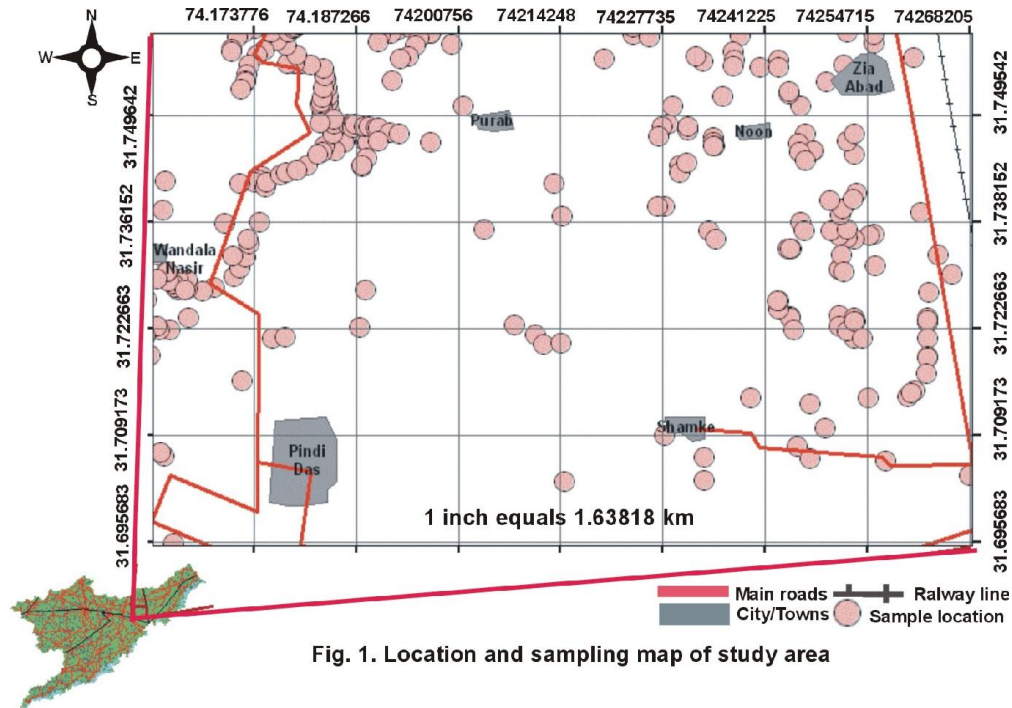 N
W E
S
74.173776 74.187266 74200756 74214248 74227735 74241225 74254715 74268205
31.749642
31.736152
31.722663
31.709173
31.695683
31.749542
31.738152
31.722663
31.709173
31.695683
Zia
Abad
Purab
Noon
Wandala
Nasir
Shamke
Pindi
Das
1 inch equals 1.63818 km
Main roads Ralway line
City/Towns Sample location
Fig. 1. Location and sampling map of study area